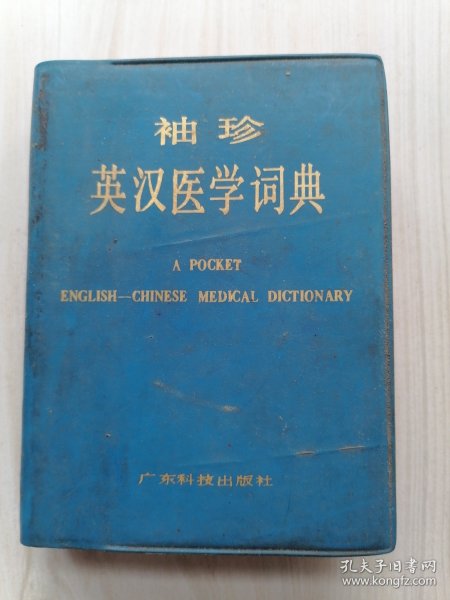 袖珍
英汉医学词典
A POCKET
ENGLISH—CHINESE MEDICAL DICTIONARY
广东科技出版社
孔夫子旧书网
www.kongfz.com